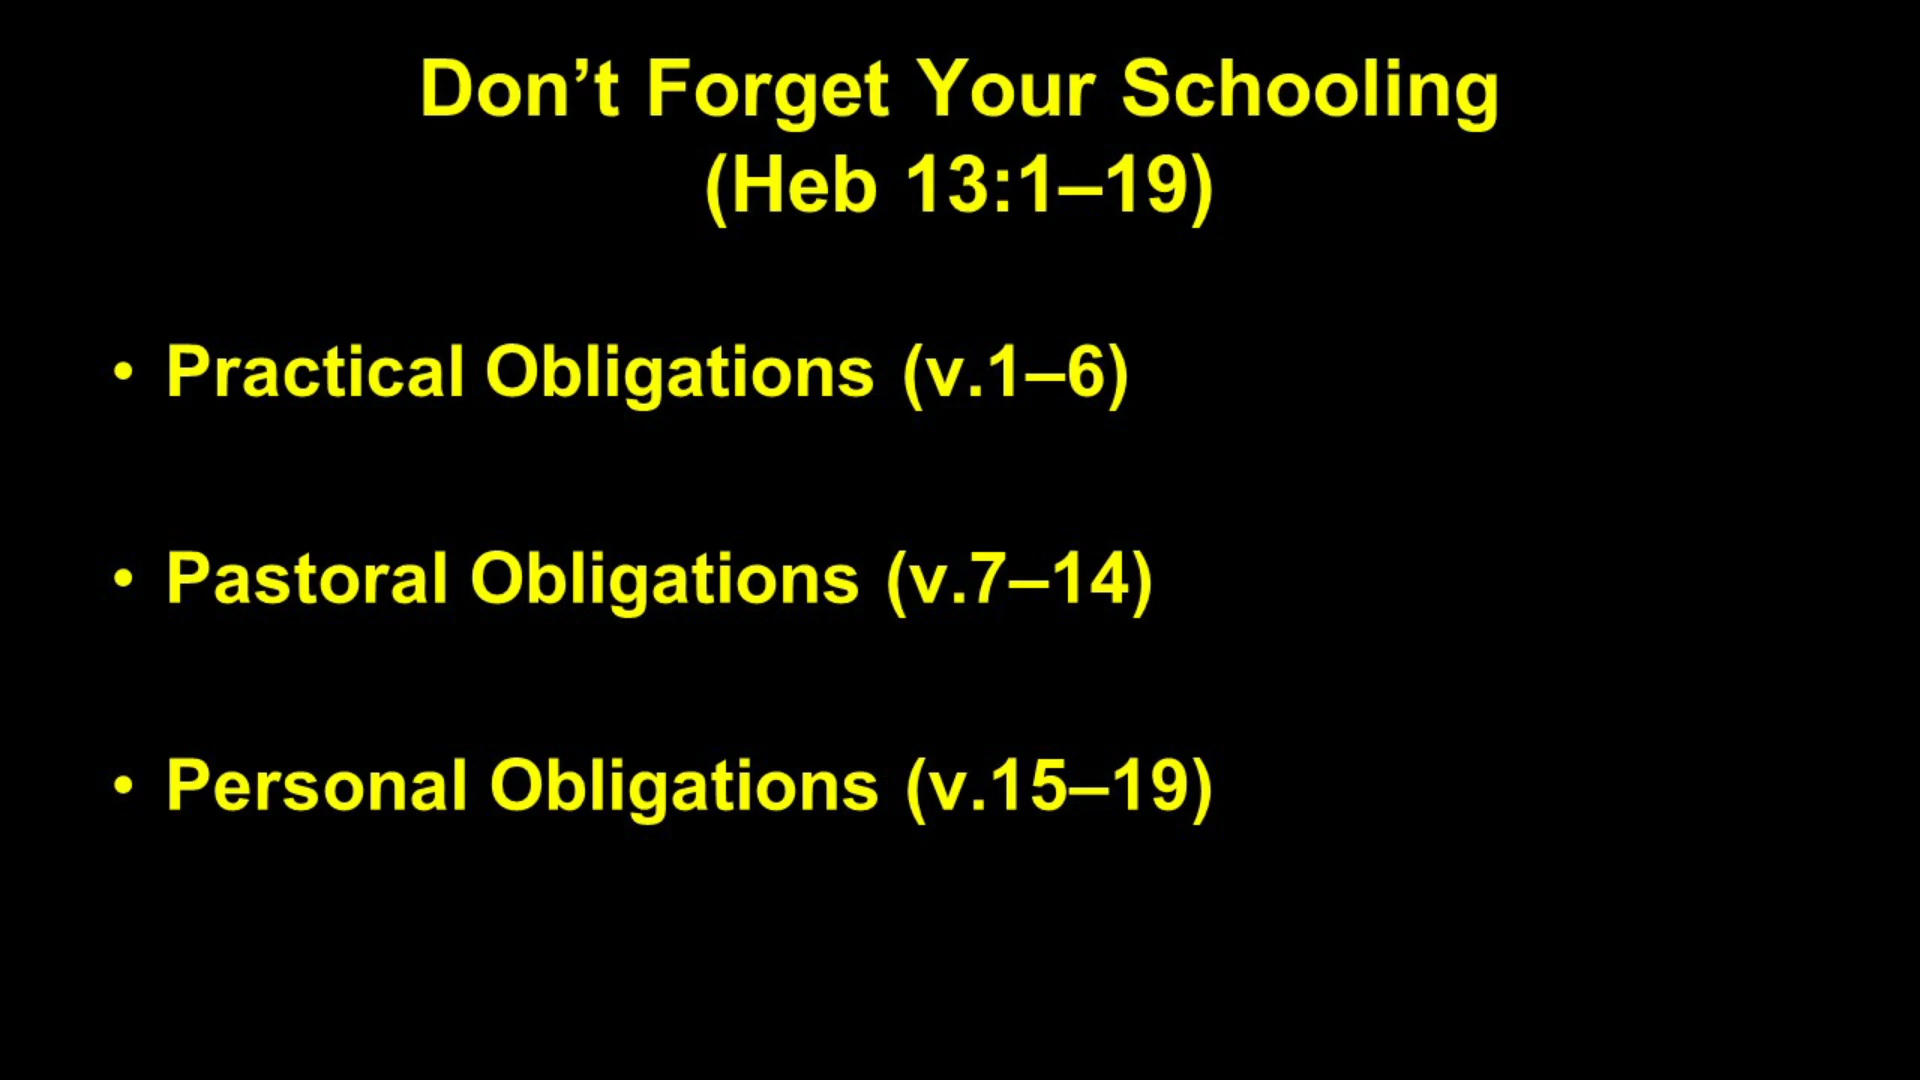 Don’t Forget Your Schooling
(Heb 13:1–19)
• Practical Obligations (v.1–6)
• Pastoral Obligations (v.7–14)
• Personal Obligations (v.15–19)